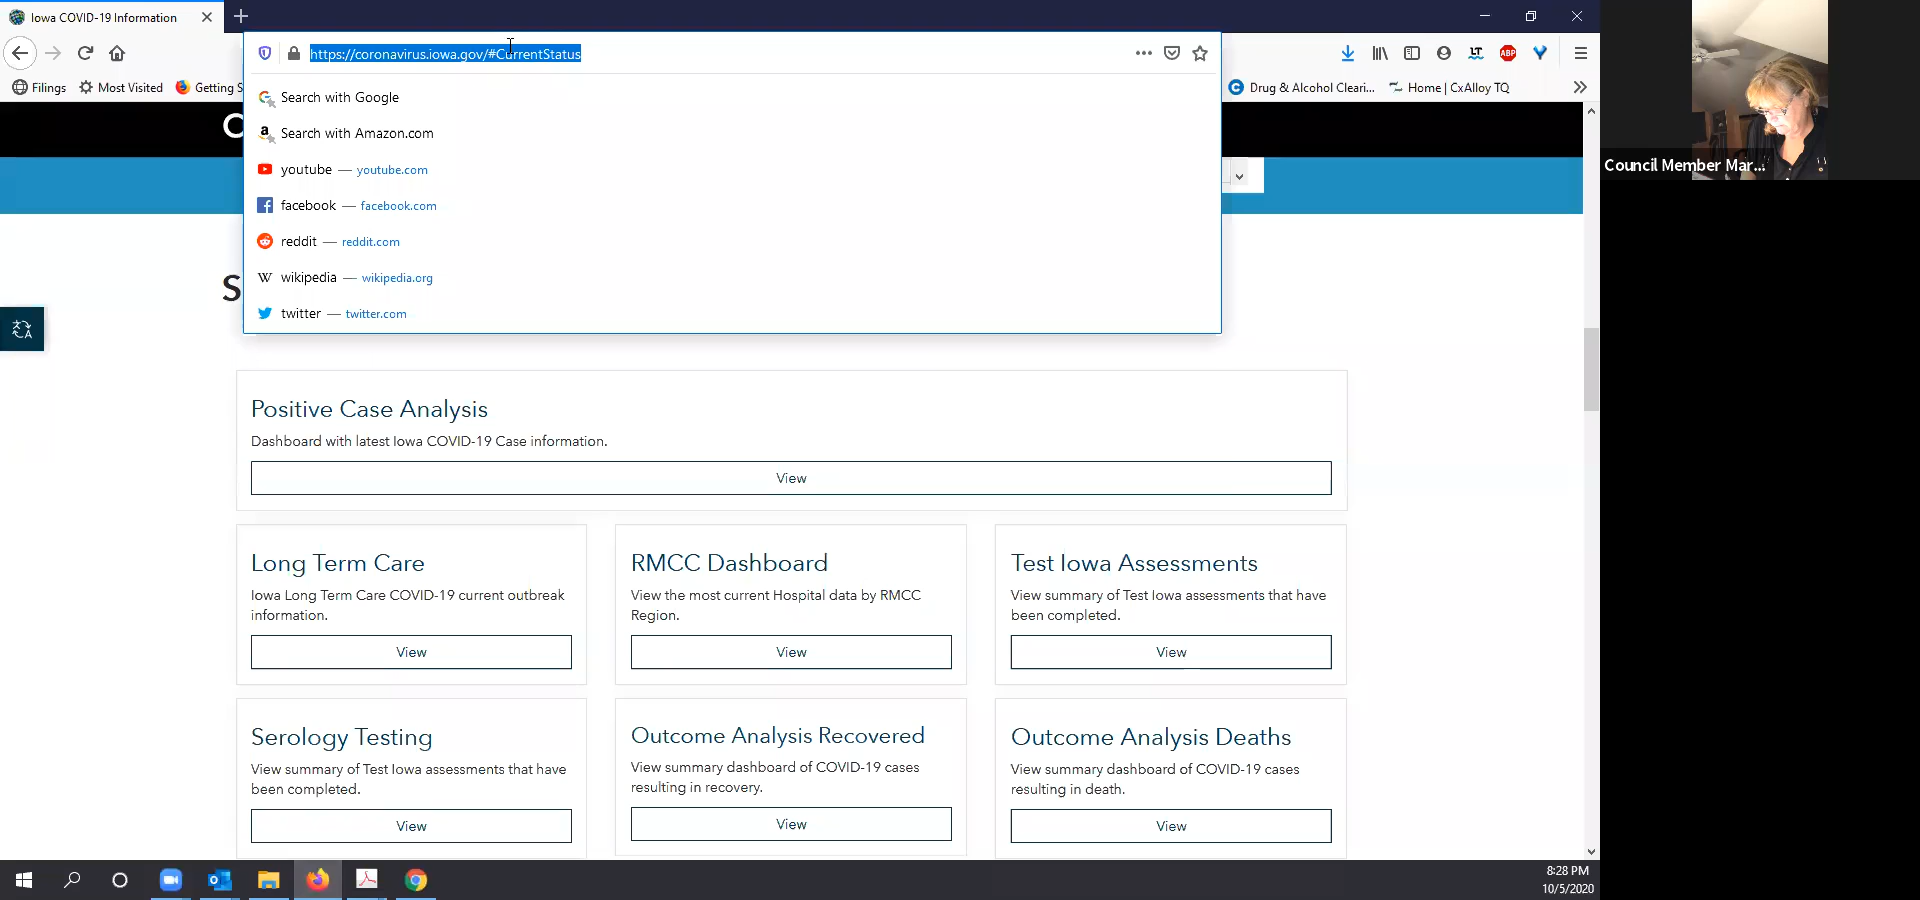 Iowa COVID-19 Information
https://coronavirus.iowa.gov/#CurrentStatus
Filings
Most Visited
Getting S
Drug & Alcohol Cleari...
Home | CxAlloy TQ
LT
ABP
Search with Google
Search with Amazon.com
youtube — youtube.com
facebook — facebook.com
reddit — reddit.com
wikipedia — wikipedia.org
twitter — twitter.com
C
S
Positive Case Analysis
Dashboard with latest Iowa COVID-19 Case information.
View
Long Term Care
Iowa Long Term Care COVID-19 current outbreak
information.
View
RMCC Dashboard
View the most current Hospital data by RMCC
Region.
View
Test Iowa Assessments
View summary of Test Iowa assessments that have
been completed.
View
Serology Testing
View summary of Test Iowa assessments that have
been completed.
View
Outcome Analysis Recovered
View summary dashboard of COVID-19 cases
resulting in recovery.
View
Outcome Analysis Deaths
View summary dashboard of COVID-19 cases
resulting in death.
View
8:28 PM
10/5/2020
Council Member Mar...